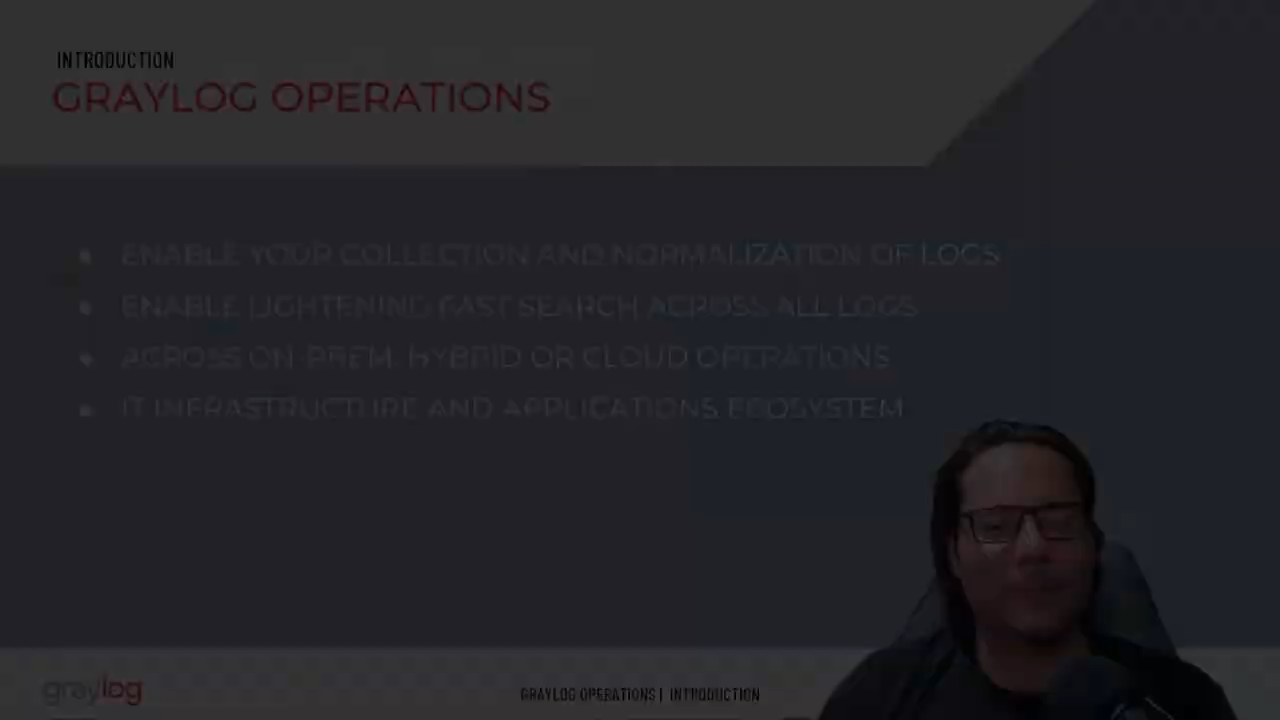 INTRODUCTION
GRAYLOG OPERATIONS
ENABLE YOUR COLLECTION AND NORMALIZATION OF LOGS
ENABLE LIGHTENING FAST SEARCH ACROSS ALL LOGS
ACROSS ON-PREM, HYBRID OR CLOUD OPERATIONS
IT INFRASTRUCTURE AND APPLICATIONS ECOSYSTEM
graylog
GRAYLOG OPERATIONS | INTRODUCTION